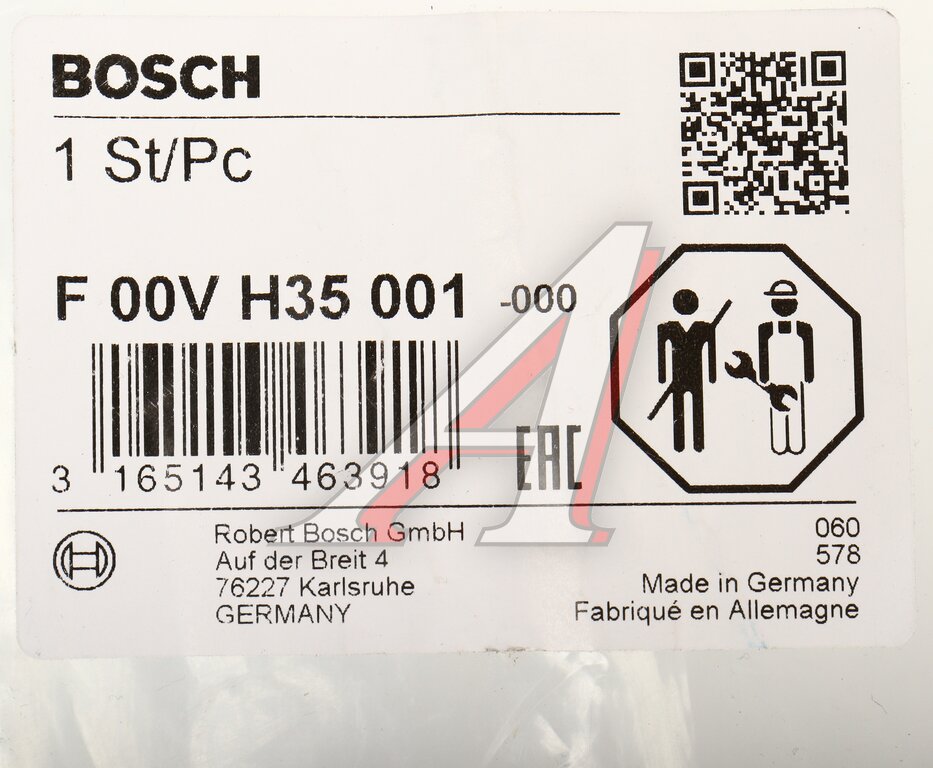 BOSCH
1 St/Pc
F 00V H35 001 -000
3 165143 463918
EAC
Robert Bosch GmbH
Auf der Breit 4
76227 Karlsruhe
GERMANY
060
578
Made in Germany
Fabriqué en Allemagne